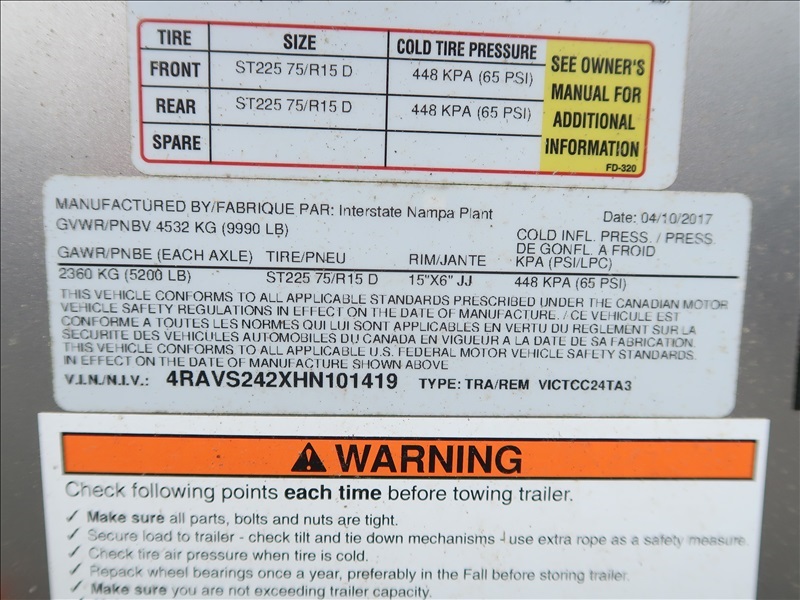 TIRE SIZE COLD TIRE PRESSURE
FRONT ST225 75/R15 D 448 KPA (65 PSI)
REAR ST225 75/R15 D 448 KPA (65 PSI)
SPARE
SEE OWNER'S
MANUAL FOR
ADDITIONAL
INFORMATION
FD-320
MANUFACTURED BY/FABRIQUE PAR: Interstate Nampa Plant Date: 04/10/2017
GVWR/PNBV 4532 KG (9990 LB)
COLD INFL. PRESS. / PRESS.
DE GONFL. A FROID
GAWR/PNBE (EACH AXLE) TIRE/PNEU RIM/JANTE KPA (PSI/LPC)
2360 KG (5200 LB) ST225 75/R15 D 15"X6" JJ 448 KPA (65 PSI)
THIS VEHICLE CONFORMS TO ALL APPLICABLE STANDARDS PRESCRIBED UNDER THE CANADIAN MOTOR
VEHICLE SAFETY REGULATIONS IN EFFECT ON THE DATE OF MANUFACTURE. / CE VEHICULE EST
CONFORME A TOUTES LES NORMES QUI LUI SONT APPLICABLES EN VERTU DU REGLEMENT SUR LA
SECURITE DES VEHICULES AUTOMOBILES DU CANADA EN VIGUEUR A LA DATE DE SA FABRICATION.
THIS VEHICLE CONFORMS TO ALL APPLICABLE U.S. FEDERAL MOTOR VEHICLE SAFETY STANDARDS
IN EFFECT ON THE DATE OF MANUFACTURE SHOWN ABOVE
V.I.N./N.I.V.: 4RAVS242XHN101419 TYPE: TRA/REM VICTCC24TA3
WARNING
Check following points each time before towing trailer.
✓ Make sure all parts, bolts and nuts are tight.
✓ Secure load to trailer - check tilt and tie down mechanisms - use extra rope as a safety measure.
✓ Check tire air pressure when tire is cold.
✓ Repack wheel bearings once a year, preferably in the Fall before storing trailer.
✓ Make sure you are not exceeding trailer capacity.